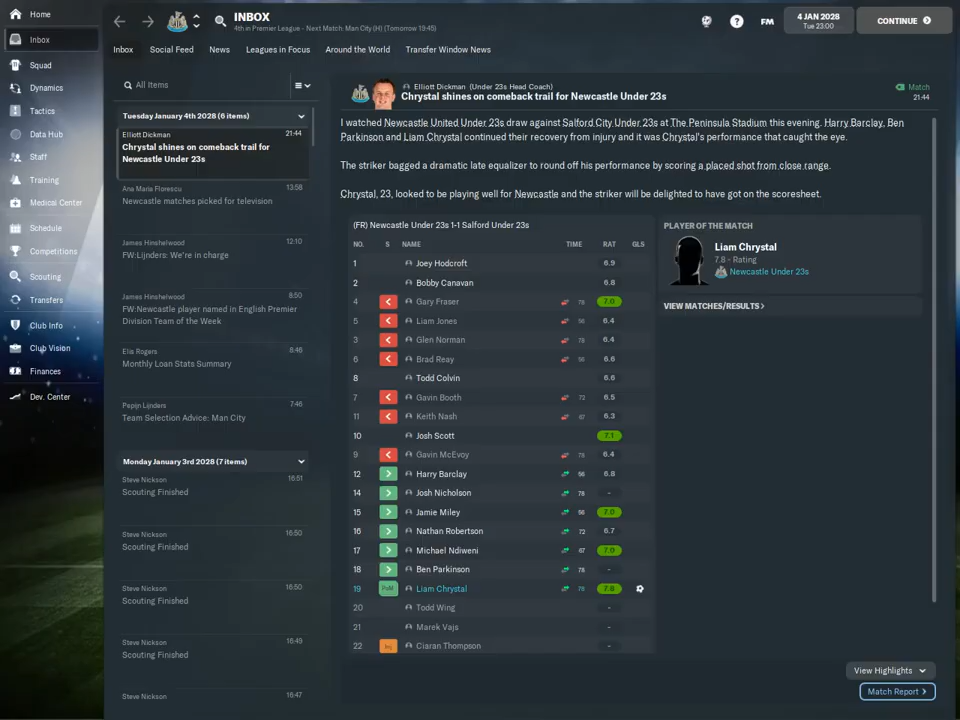 Home
Inbox
Squad
Dynamics
Tactics
Data Hub
Staff
Training
Medical Center
Schedule
Competitions
Scouting
Transfers
Club Info
Club Vision
Finances
Dev. Center
INBOX
4th in Premier League - Next Match: Man City (H) (Tomorrow 19:45)
?
FM
4 JAN 2028
Tue 23:00
CONTINUE
Inbox
Social Feed
News
Leagues in Focus
Around the World
Transfer Window News
All Items
Tuesday January 4th 2028 (6 items)
Elliott Dickman 21:44
Chrystal shines on comeback trail for
Newcastle Under 23s
Ana Maria Florescu 13:58
Newcastle matches picked for television
James Hinshelwood 12:10
FW:Lijnders: We're in charge
James Hinshelwood 8:50
FW:Newcastle player named in English Premier
Division Team of the Week
Elis Rogers 8:46
Monthly Loan Stats Summary
Pepijn Lijnders 7:46
Team Selection Advice: Man City
Monday January 3rd 2028 (7 items)
Steve Nickson 16:51
Scouting Finished
Steve Nickson 16:50
Scouting Finished
Steve Nickson 16:50
Scouting Finished
Steve Nickson 16:49
Scouting Finished
Steve Nickson 16:47
Elliott Dickman (Under 23s Head Coach)
Chrystal shines on comeback trail for Newcastle Under 23s
Match
21:44
I watched Newcastle United Under 23s draw against Salford City Under 23s at The Peninsula Stadium this evening. Harry Barclay, Ben
Parkinson and Liam Chrystal continued their recovery from injury and it was Chrystal's performance that caught the eye.
The striker bagged a dramatic late equalizer to round off his performance by scoring a placed shot from close range.
Chrystal, 23, looked to be playing well for Newcastle and the striker will be delighted to have got on the scoresheet.
(FR) Newcastle Under 23s 1-1 Salford Under 23s
NO. S NAME TIME RAT GLS
1 Joey Hodcroft 6.9
2 Bobby Canavan 6.8
4 Gary Fraser 78 7.0
5 Liam Jones 56 6.4
3 Glen Norman 78 6.4
6 Brad Reay 56 6.6
8 Todd Colvin 6.6
7 Gavin Booth 72 6.5
11 Keith Nash 67 6.3
10 Josh Scott 7.1
9 Gavin McEvoy 78 6.4
12 Harry Barclay 56 6.8
14 Josh Nicholson 78 -
15 Jamie Miley 56 7.0
16 Nathan Robertson 72 6.7
17 Michael Ndiweni 67 7.0
18 Ben Parkinson 78 -
19 PoM Liam Chrystal 78 7.8
20 Todd Wing -
21 Marek Vajs -
22 Inj Ciaran Thompson -
PLAYER OF THE MATCH
Liam Chrystal
7.8 - Rating
Newcastle Under 23s
VIEW MATCHES/RESULTS >
View Highlights
Match Report >